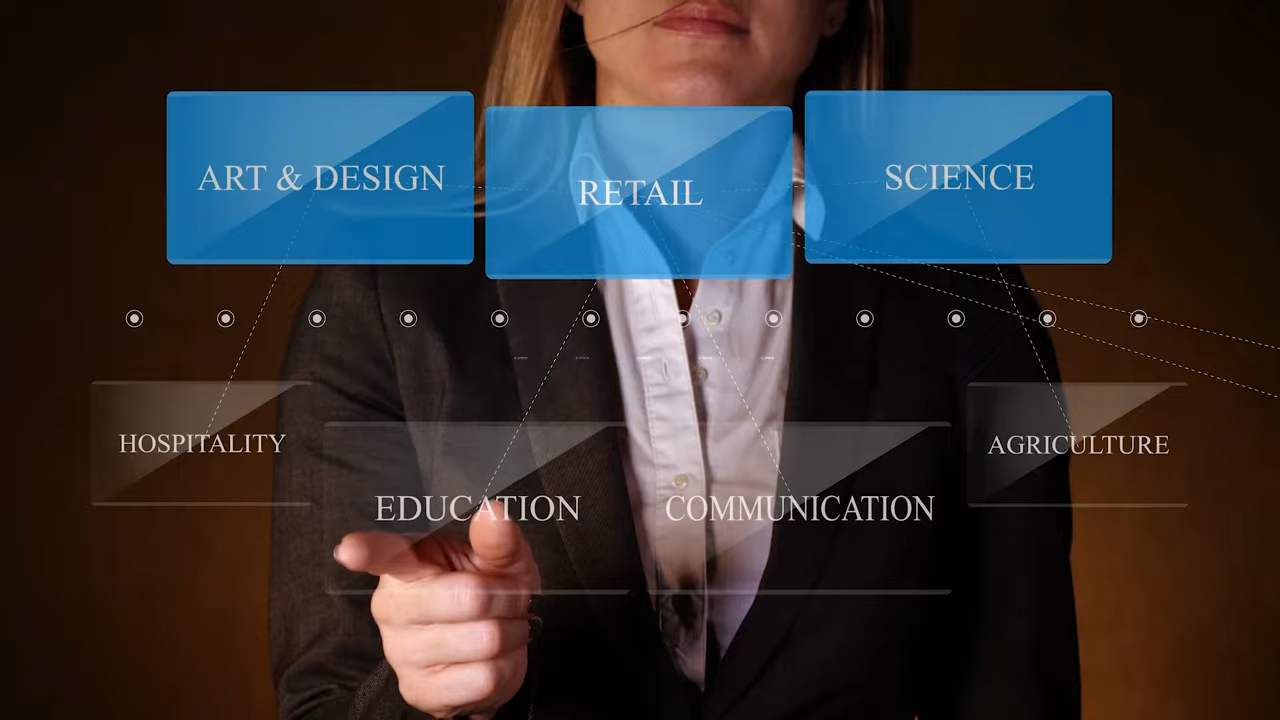 ART & DESIGN
RETAIL
SCIENCE
HOSPITALITY
EDUCATION
COMMUNICATION
AGRICULTURE